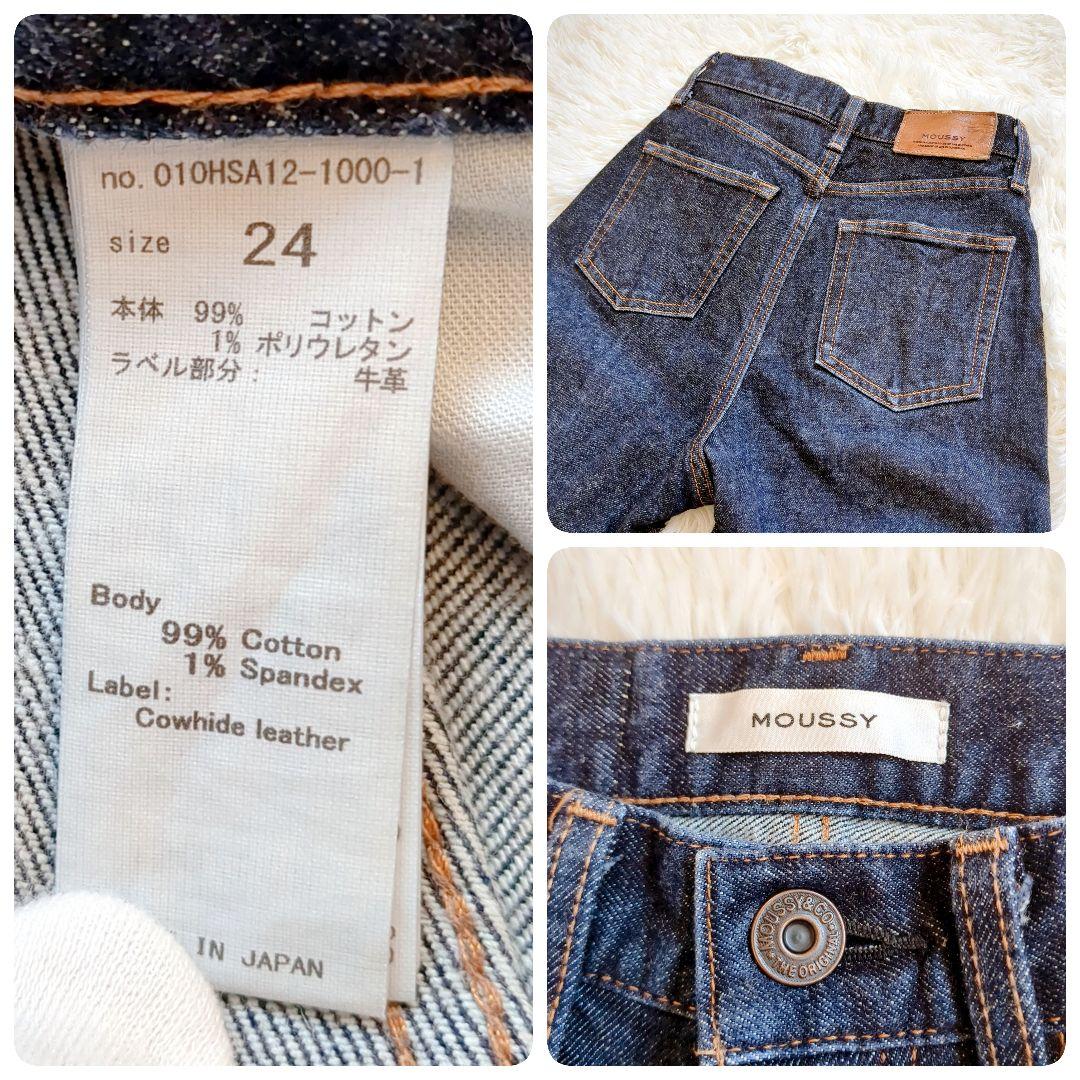 no. 010HSA12-1000-1
size 24
本体 99% コットン
1% ポリウレタン
ラベル部分: 牛革
Body
99% Cotton
1% Spandex
Label:
Cowhide leather
IN JAPAN
MOUSSY
MOUSSY
MOUSSY&CO
THE ORIGIN